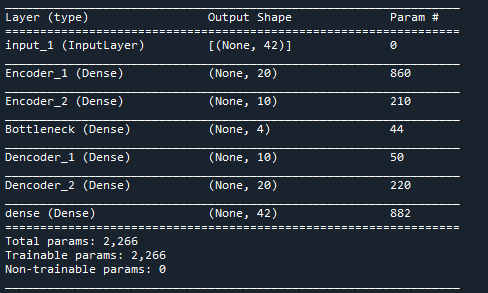 Layer (type) Output Shape Param #
input_1 (InputLayer) [(None, 42)] 0
Encoder_1 (Dense) (None, 20) 860
Encoder_2 (Dense) (None, 10) 210
Bottleneck (Dense) (None, 4) 44
Dencoder_1 (Dense) (None, 10) 50
Dencoder_2 (Dense) (None, 20) 220
dense (Dense) (None, 42) 882
Total params: 2,266
Trainable params: 2,266
Non-trainable params: 0